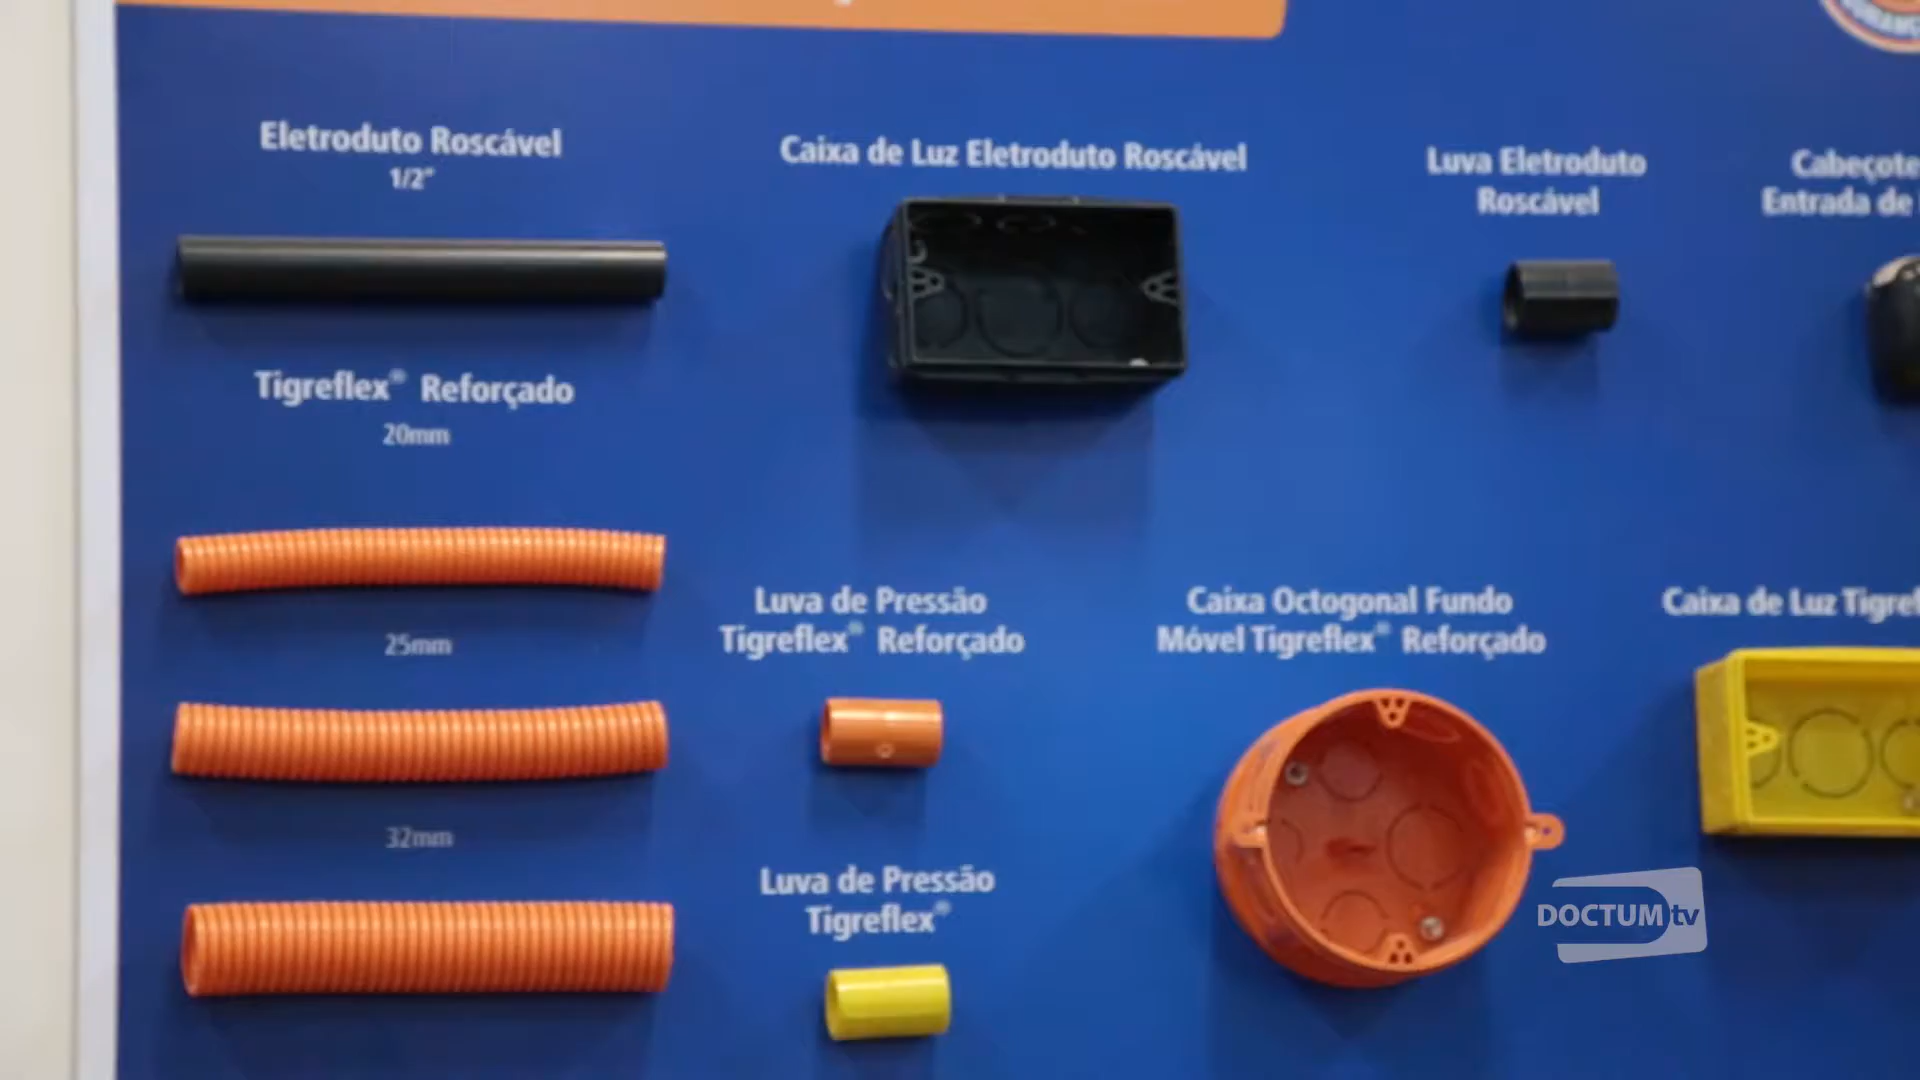 Eletroduto Roscável
1/2"
Caixa de Luz Eletroduto Roscável
Luva Eletroduto
Roscável
Cabeçote
Entrada de
Tigreflex® Reforçado
20mm
25mm
32mm
Luva de Pressão
Tigreflex® Reforçado
Caixa Octogonal Fundo
Móvel Tigreflex® Reforçado
Caixa de Luz
Luva de Pressão
Tigreflex®
DOCTUM tv